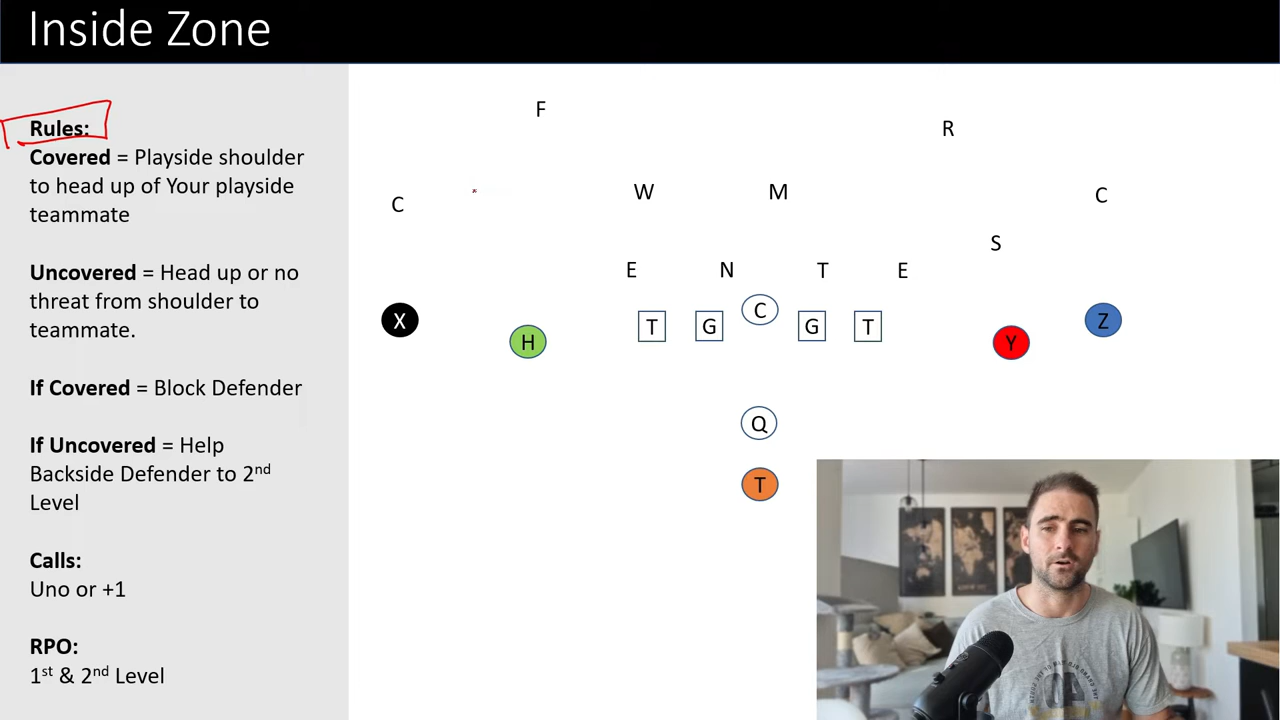 Inside Zone
Rules:
Covered = Playside shoulder
to head up of Your playside
teammate
Uncovered = Head up or no
threat from shoulder to
teammate.
If Covered = Block Defender
If Uncovered = Help
Backside Defender to 2nd
Level
Calls:
Uno or +1
RPO:
1st & 2nd Level
F
R
C W M C
S
E N T E
X H T G C G T Y Z
Q
T